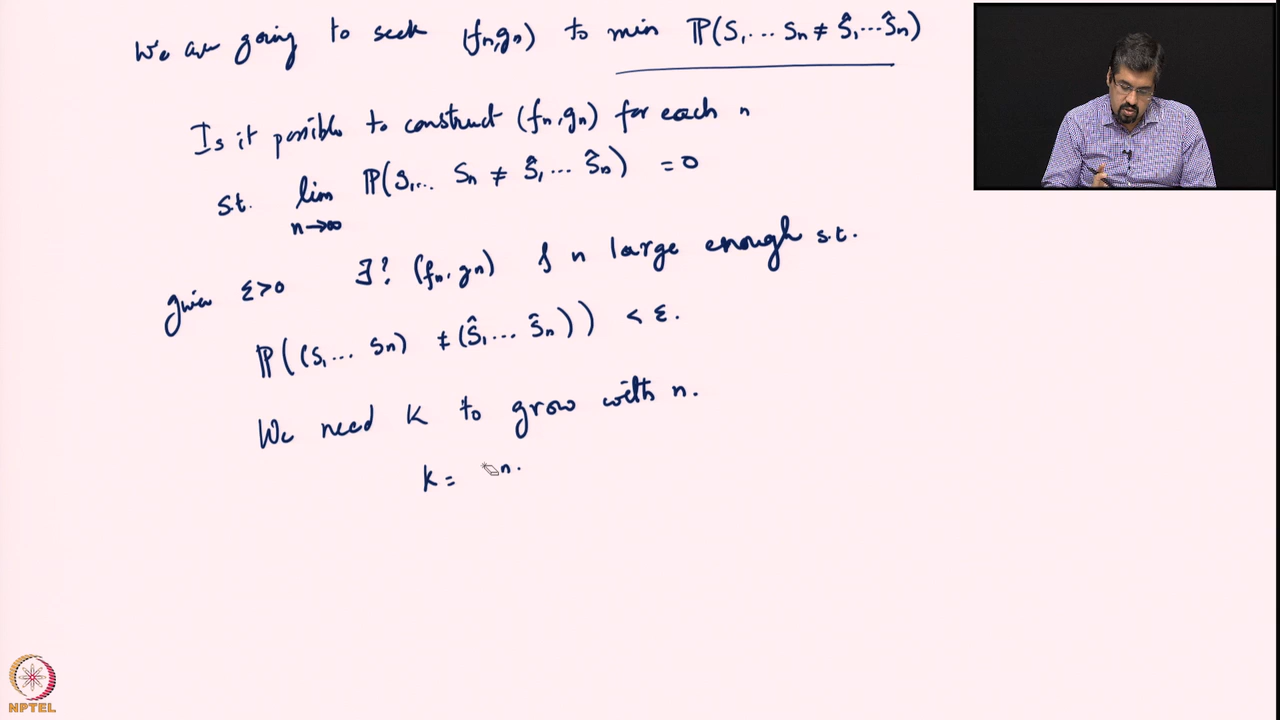 We are going to seek (fn,gn) to min ℙ(S1...Sn ≠ Ŝ1...Ŝn)
Is it possible to construct (fn,gn) for each n
s.t. lim n→∞ ℙ(S1... Sn ≠ Ŝ1... Ŝn) = 0
given ε>0 ∃? (fn,gn) & n large enough s.t.
ℙ((S1... Sn) ≠ (Ŝ1... Ŝn)) < ε.
We need K to grow with n.
k = n.
NPTEL